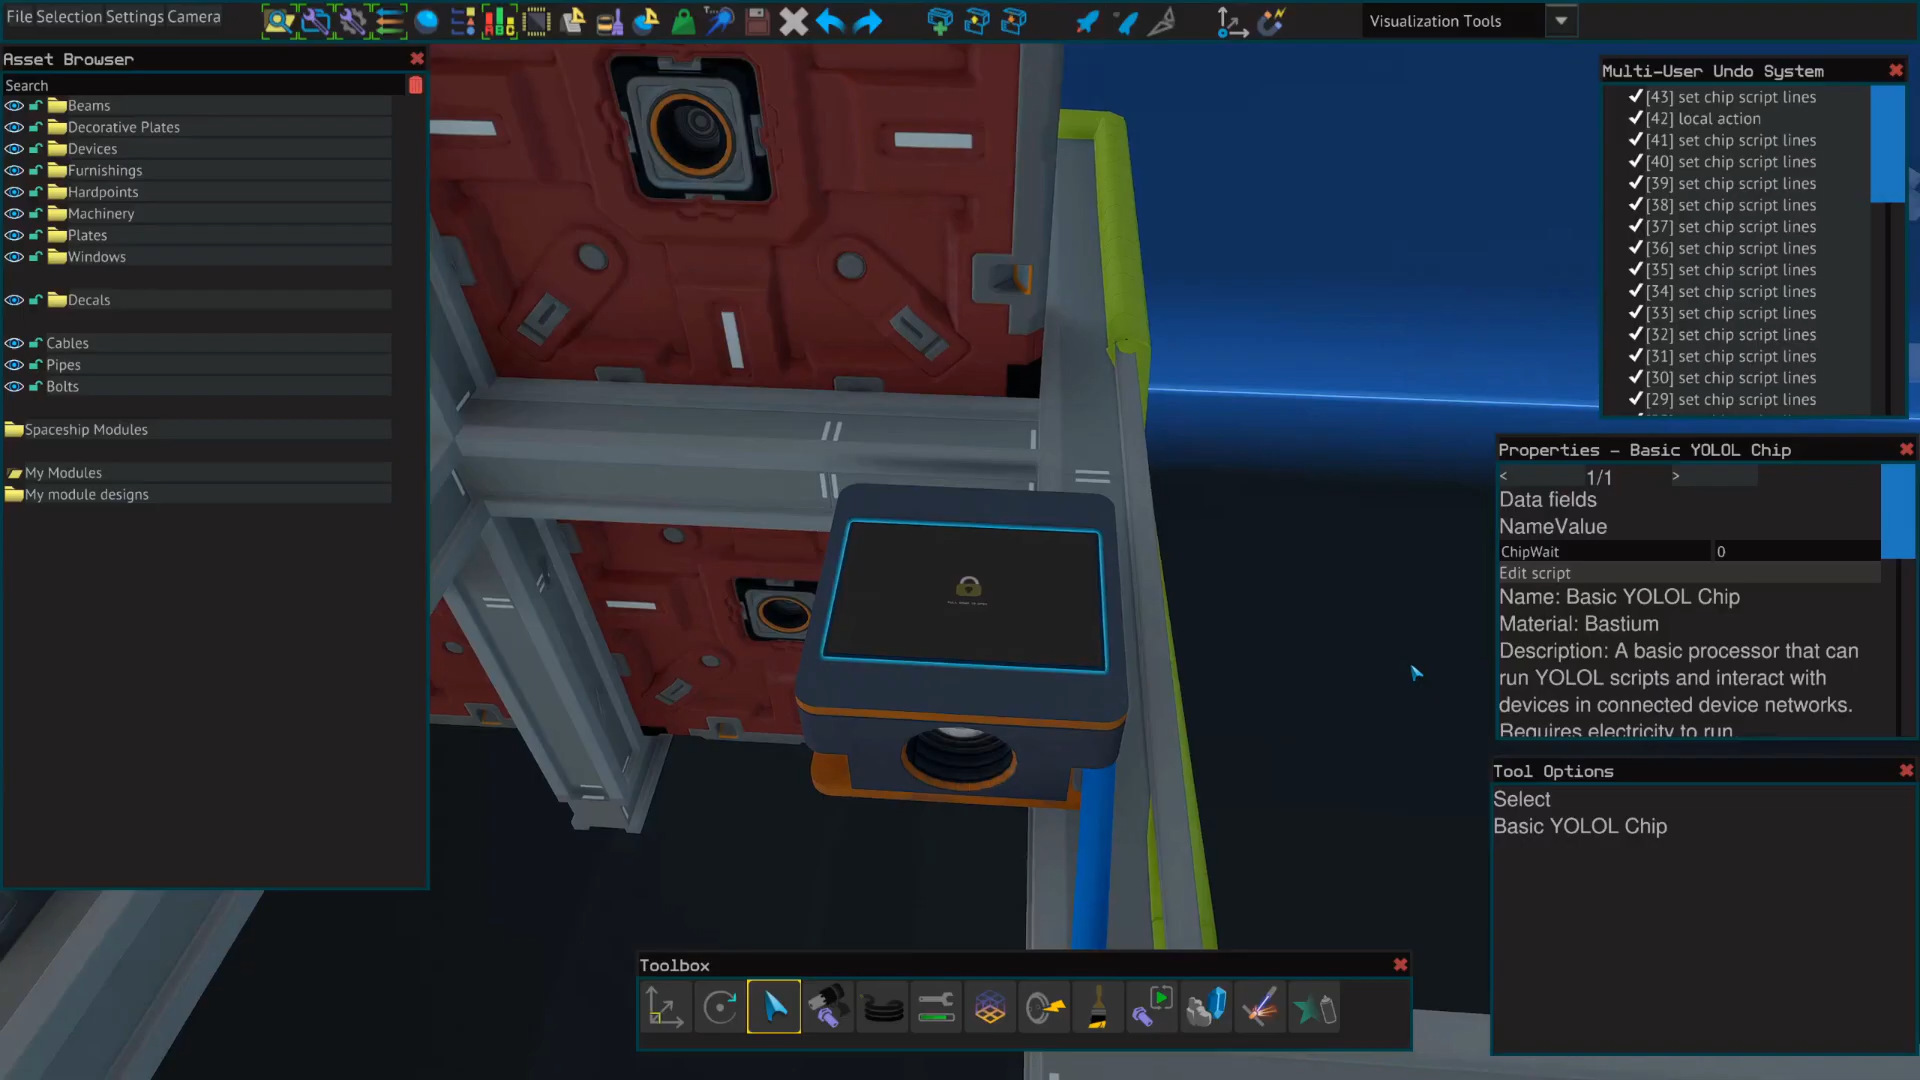 File Selection Settings Camera
Visualization Tools
Asset Browser
Search
Beams
Decorative Plates
Devices
Furnishings
Hardpoints
Machinery
Plates
Windows
Decals
Cables
Pipes
Bolts
Spaceship Modules
My Modules
My module designs
Multi-User Undo System
[43] set chip script lines
[42] local action
[41] set chip script lines
[40] set chip script lines
[39] set chip script lines
[38] set chip script lines
[37] set chip script lines
[36] set chip script lines
[35] set chip script lines
[34] set chip script lines
[33] set chip script lines
[32] set chip script lines
[31] set chip script lines
[30] set chip script lines
[29] set chip script lines
Properties - Basic YOLOL Chip
< 1/1 >
Data fields
NameValue
ChipWait 0
Edit script
Name: Basic YOLOL Chip
Material: Bastium
Description: A basic processor that can
run YOLOL scripts and interact with
devices in connected device networks.
Requires electricity to run.
Tool Options
Select
Basic YOLOL Chip
Toolbox